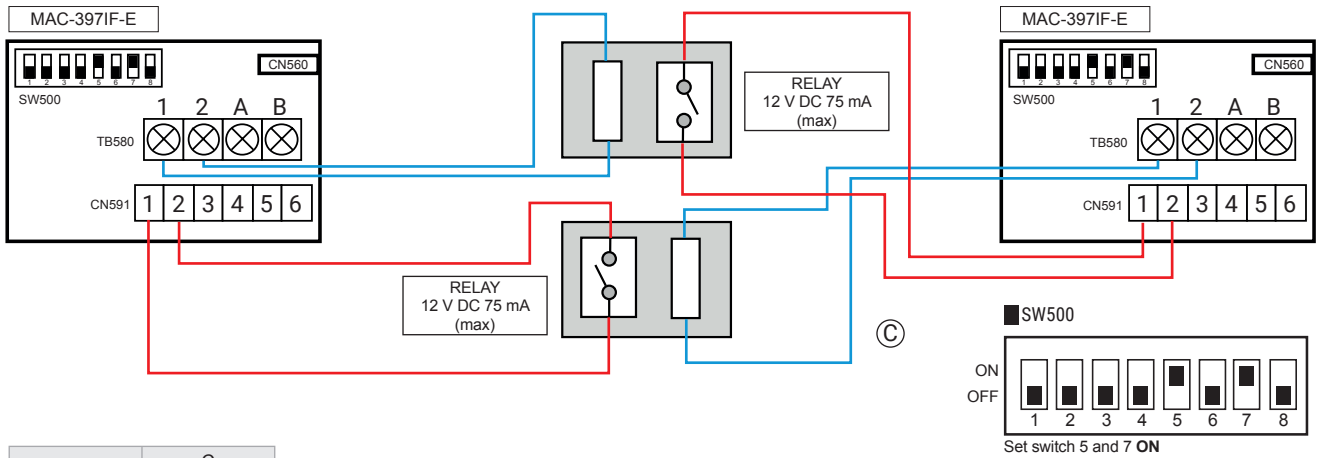 MAC-397IF-E
MAC-397IF-E
CN560
1 2 3 4 5 6 7 8
SW500
1 2 A B
TB580
CN591 1 2 3 4 5 6
RELAY
12 V DC 75 mA
(max)
CN560
1 2 3 4 5 6 7 8
SW500
1 2 A B
TB580
CN591 1 2 3 4 5 6
RELAY
12 V DC 75 mA
(max)
C
SW500
ON
OFF
1 2 3 4 5 6 7 8
Set switch 5 and 7 ON